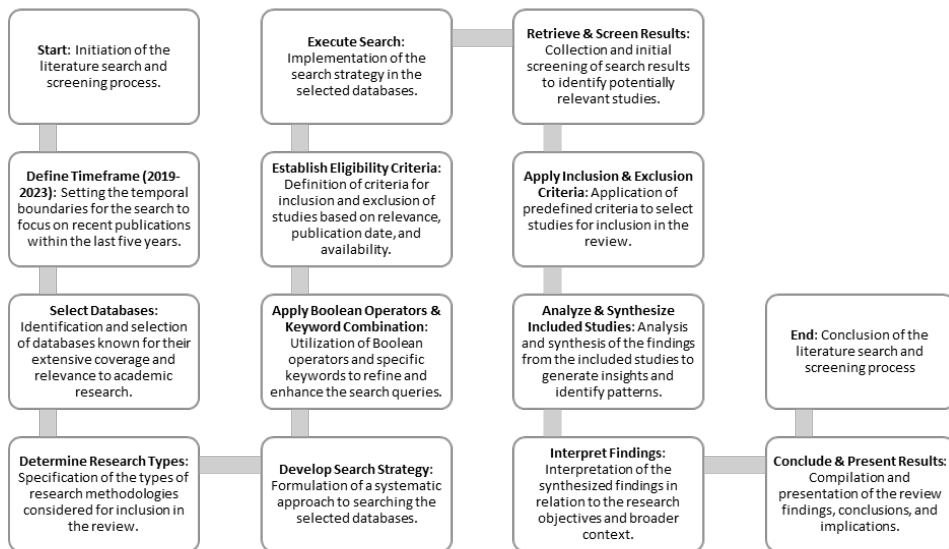 Start: Initiation of the
literature search and
screening process.
Define Timeframe (2019-
2023): Setting the temporal
boundaries for the search to
focus on recent publications
within the last five years.
Select Databases:
Identification and selection
of databases known for their
extensive coverage and
relevance to academic
research.
Determine Research Types:
Specification of the types of
research methodologies
considered for inclusion in
the review.
Develop Search Strategy:
Formulation of a systematic
approach to searching the
selected databases.
Apply Boolean Operators &
Keyword Combination:
Utilization of Boolean
operators and specific
keywords to refine and
enhance the search queries.
Establish Eligibility Criteria:
Definition of criteria for
inclusion and exclusion of
studies based on relevance,
publication date, and
availability.
Execute Search:
Implementation of the
search strategy in the
selected databases.
Retrieve & Screen Results:
Collection and initial
screening of search results
to identify potentially
relevant studies.
Apply Inclusion & Exclusion
Criteria: Application of
predefined criteria to select
studies for inclusion in the
review.
Analyze & Synthesize
Included Studies: Analysis
and synthesis of the findings
from the included studies to
generate insights and
identify patterns.
Interpret Findings:
Interpretation of the
synthesized findings in
relation to the research
objectives and broader
context.
Conclude & Present Results:
Compilation and
presentation of the review
findings, conclusions, and
implications.
End: Conclusion of the
literature search and
screening process